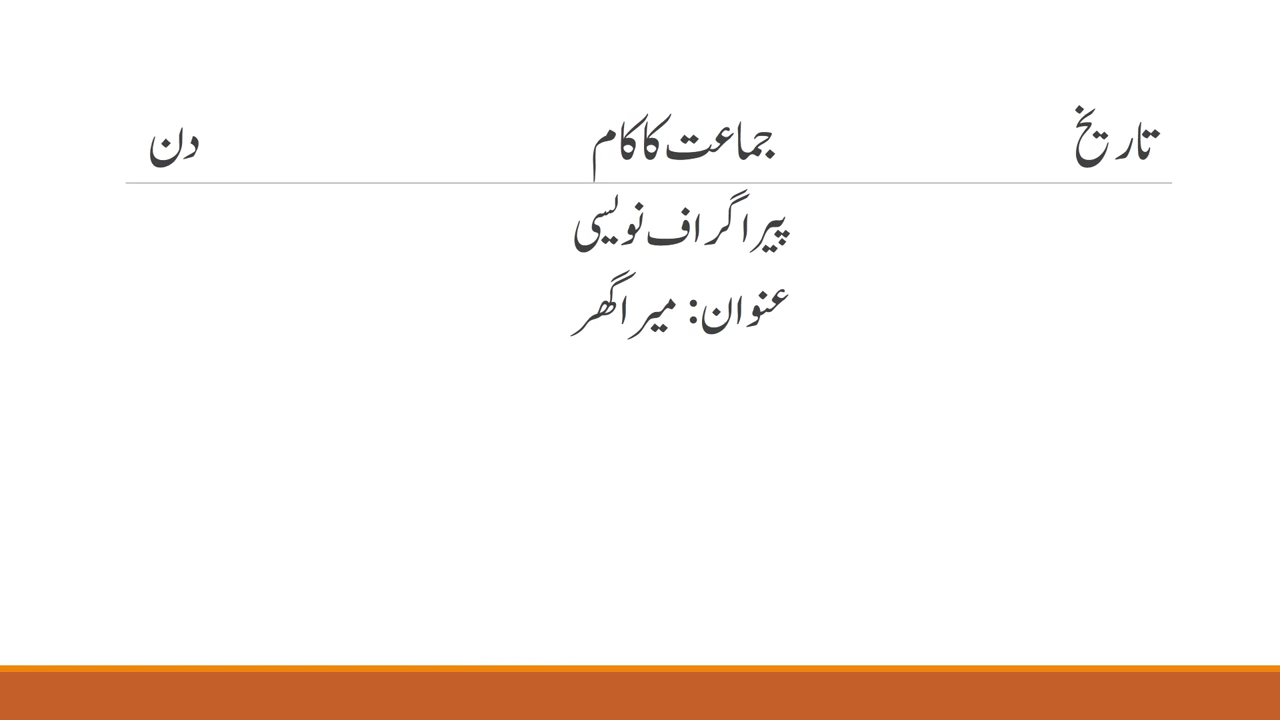 تاریخ جماعت کا کام دن
پیراگراف نویسی
عنوان: میرا گھر